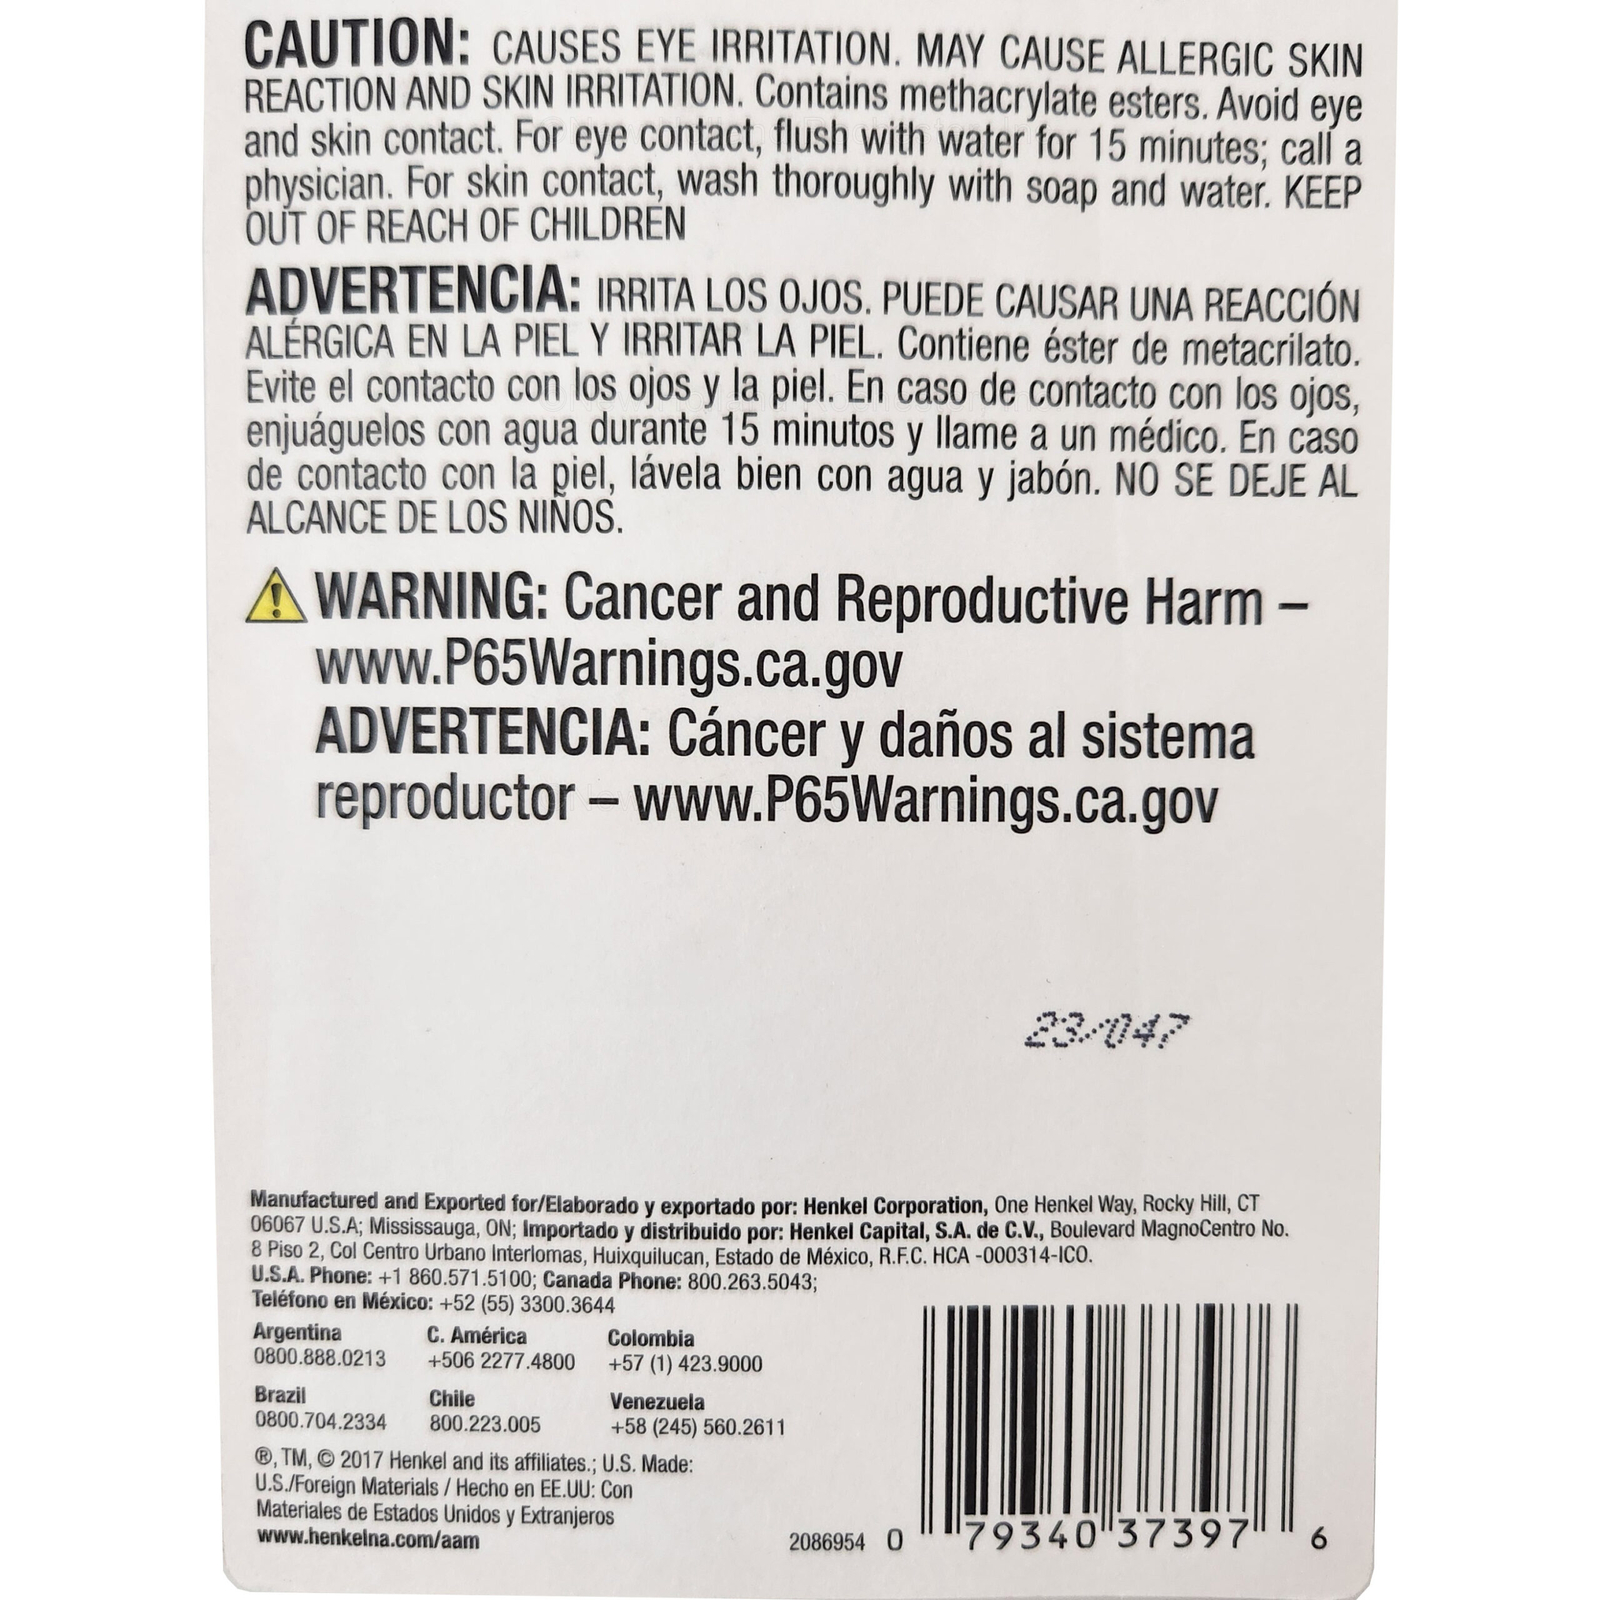 CAUTION: CAUSES EYE IRRITATION. MAY CAUSE ALLERGIC SKIN
REACTION AND SKIN IRRITATION. Contains methacrylate esters. Avoid eye
and skin contact. For eye contact, flush with water for 15 minutes; call a
physician. For skin contact, wash thoroughly with soap and water. KEEP
OUT OF REACH OF CHILDREN
ADVERTENCIA: IRRITA LOS OJOS. PUEDE CAUSAR UNA REACCIÓN
ALÉRGICA EN LA PIEL Y IRRITAR LA PIEL. Contiene éster de metacrilato.
Evite el contacto con los ojos y la piel. En caso de contacto con los ojos,
enjuáguelos con agua durante 15 minutos y llame a un médico. En caso
de contacto con la piel, lávela bien con agua y jabón. NO SE DEJE AL
ALCANCE DE LOS NIÑOS.
WARNING: Cancer and Reproductive Harm –
www.P65Warnings.ca.gov
ADVERTENCIA: Cáncer y daños al sistema
reproductor – www.P65Warnings.ca.gov
23/047
Manufactured and Exported for/Elaborado y exportado por: Henkel Corporation, One Henkel Way, Rocky Hill, CT
06067 U.S.A; Mississauga, ON; Importado y distribuido por: Henkel Capital, S.A. de C.V., Boulevard MagnoCentro No.
8 Piso 2, Col Centro Urbano Interlomas, Huixquilucan, Estado de México, R.F.C. HCA -000314-ICO.
U.S.A. Phone: +1 860.571.5100; Canada Phone: 800.263.5043;
Teléfono en México: +52 (55) 3300.3644
Argentina C. América Colombia
0800.888.0213 +506 2277.4800 +57 (1) 423.9000
Brazil Chile Venezuela
0800.704.2334 800.223.005 +58 (245) 560.2611
®, TM, © 2017 Henkel and its affiliates.; U.S. Made:
U.S./Foreign Materials / Hecho en EE.UU: Con
Materiales de Estados Unidos y Extranjeros
www.henkelna.com/aam
2086954 0 79340 37397 6